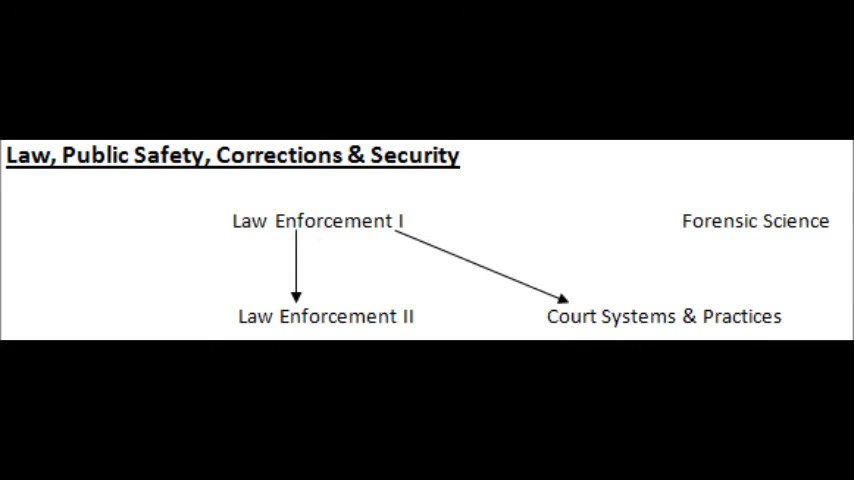 Law, Public Safety, Corrections & Security
Law Enforcement I
Forensic Science
Law Enforcement II
Court Systems & Practices